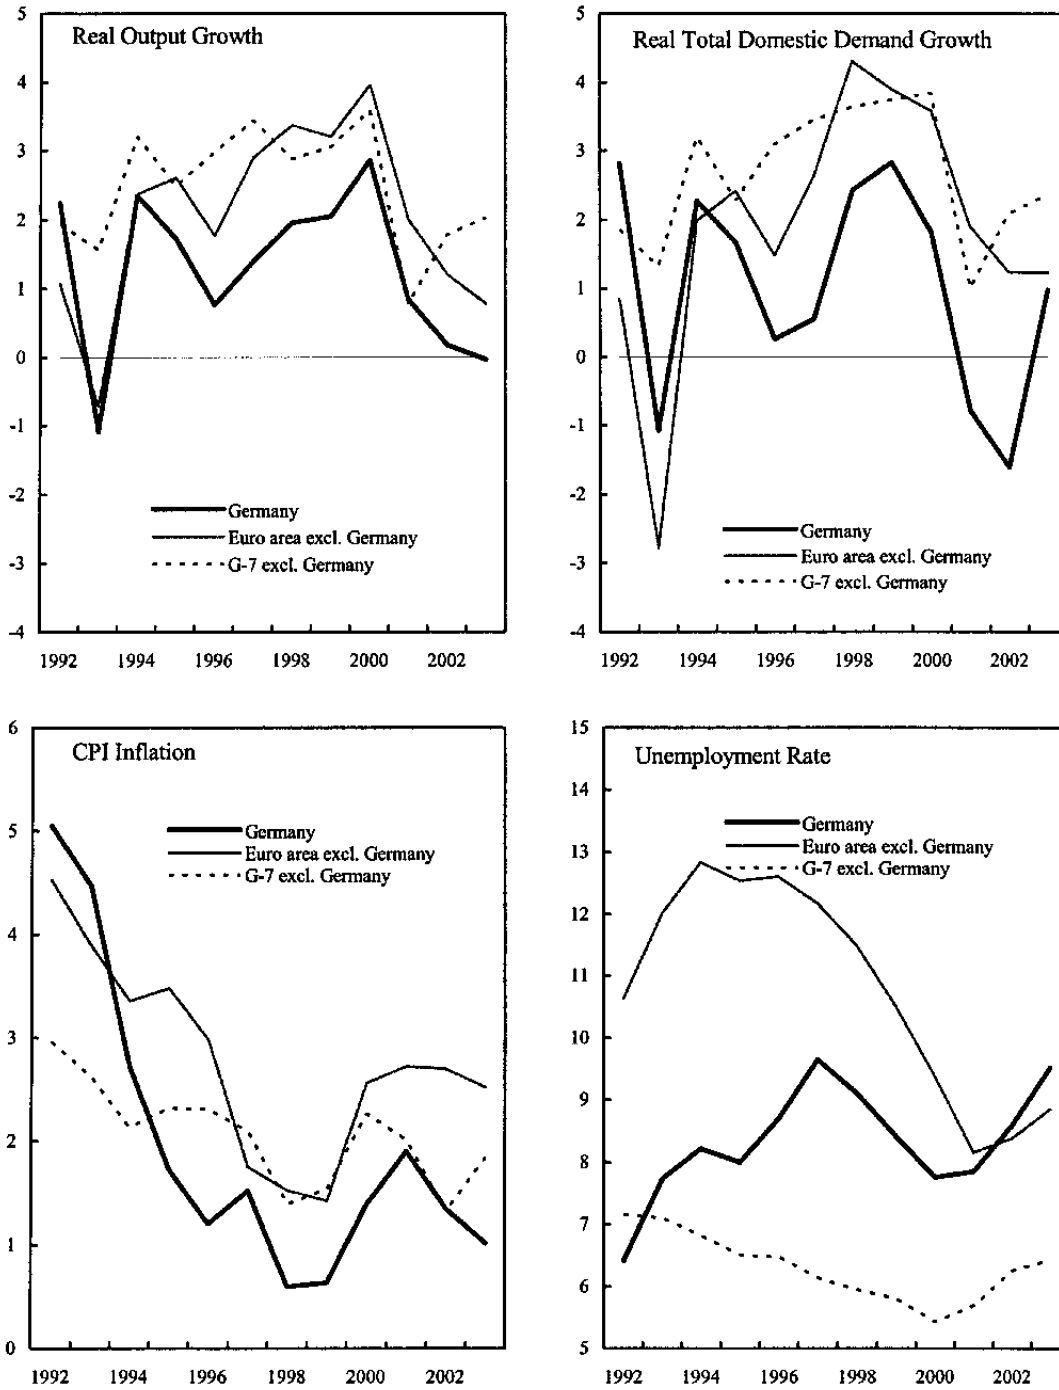 Real Output Growth
5
4
3
2
1
0
-1
-2
-3
-4
Germany
Euro area excl. Germany
G-7 excl. Germany
1992 1994 1996 1998 2000 2002
Real Total Domestic Demand Growth
5
4
3
2
1
0
-1
-2
-3
-4
Germany
Euro area excl. Germany
G-7 excl. Germany
1992 1994 1996 1998 2000 2002
CPI Inflation
6
5
4
3
2
1
0
Germany
Euro area excl. Germany
G-7 excl. Germany
1992 1994 1996 1998 2000 2002
Unemployment Rate
15
14
13
12
11
10
9
8
7
6
5
Germany
Euro area excl. Germany
G-7 excl. Germany
1992 1994 1996 1998 2000 2002